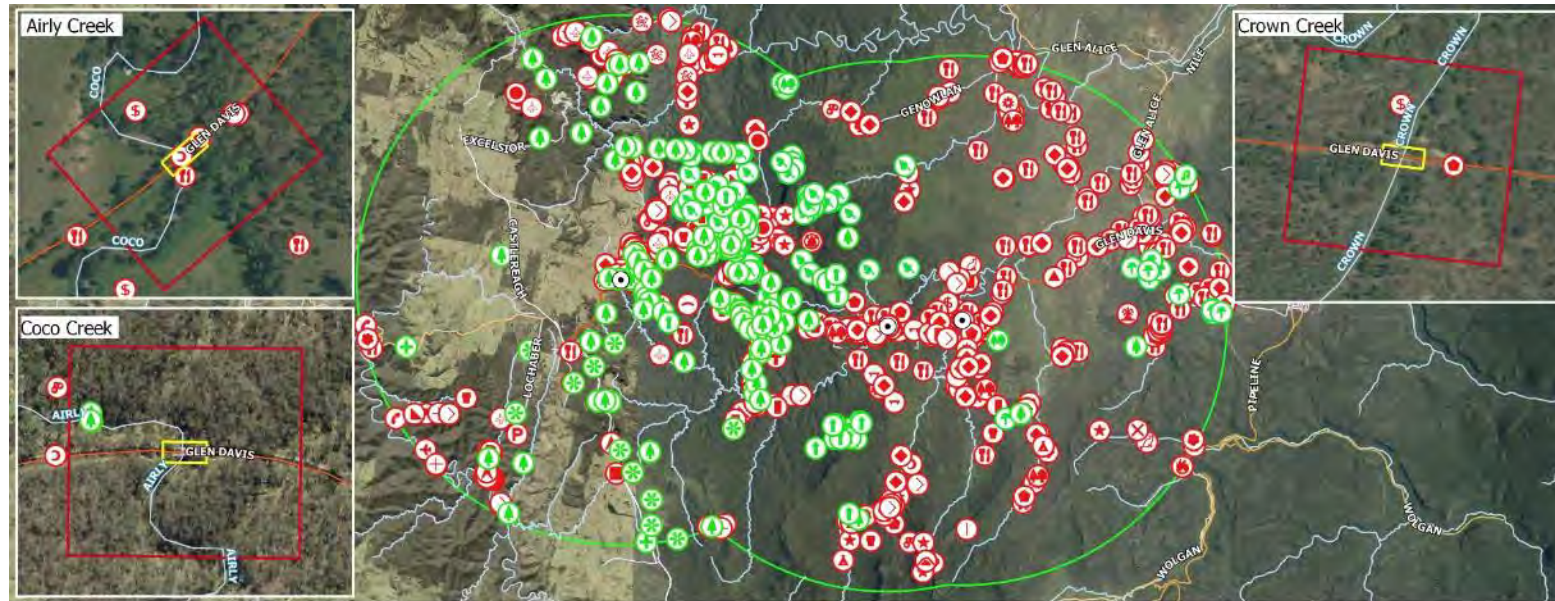 Airly Creek
COCO
GLEN DAVIS
COCO
Coco Creek
AIRLY
GLEN DAVIS
AIRLY
AIRLY
Crown Creek
CROWN
CROWN
CROWN
GLEN DAVIS
CROWN
GLEN ALICE
NILE
GENOWLAN
EXCELSIOR
GLEN ALICE
CASTLEREAGH
GLEN DAVIS
LOCHABER
P
PIPELINE
WOLGAN
WOLGAN